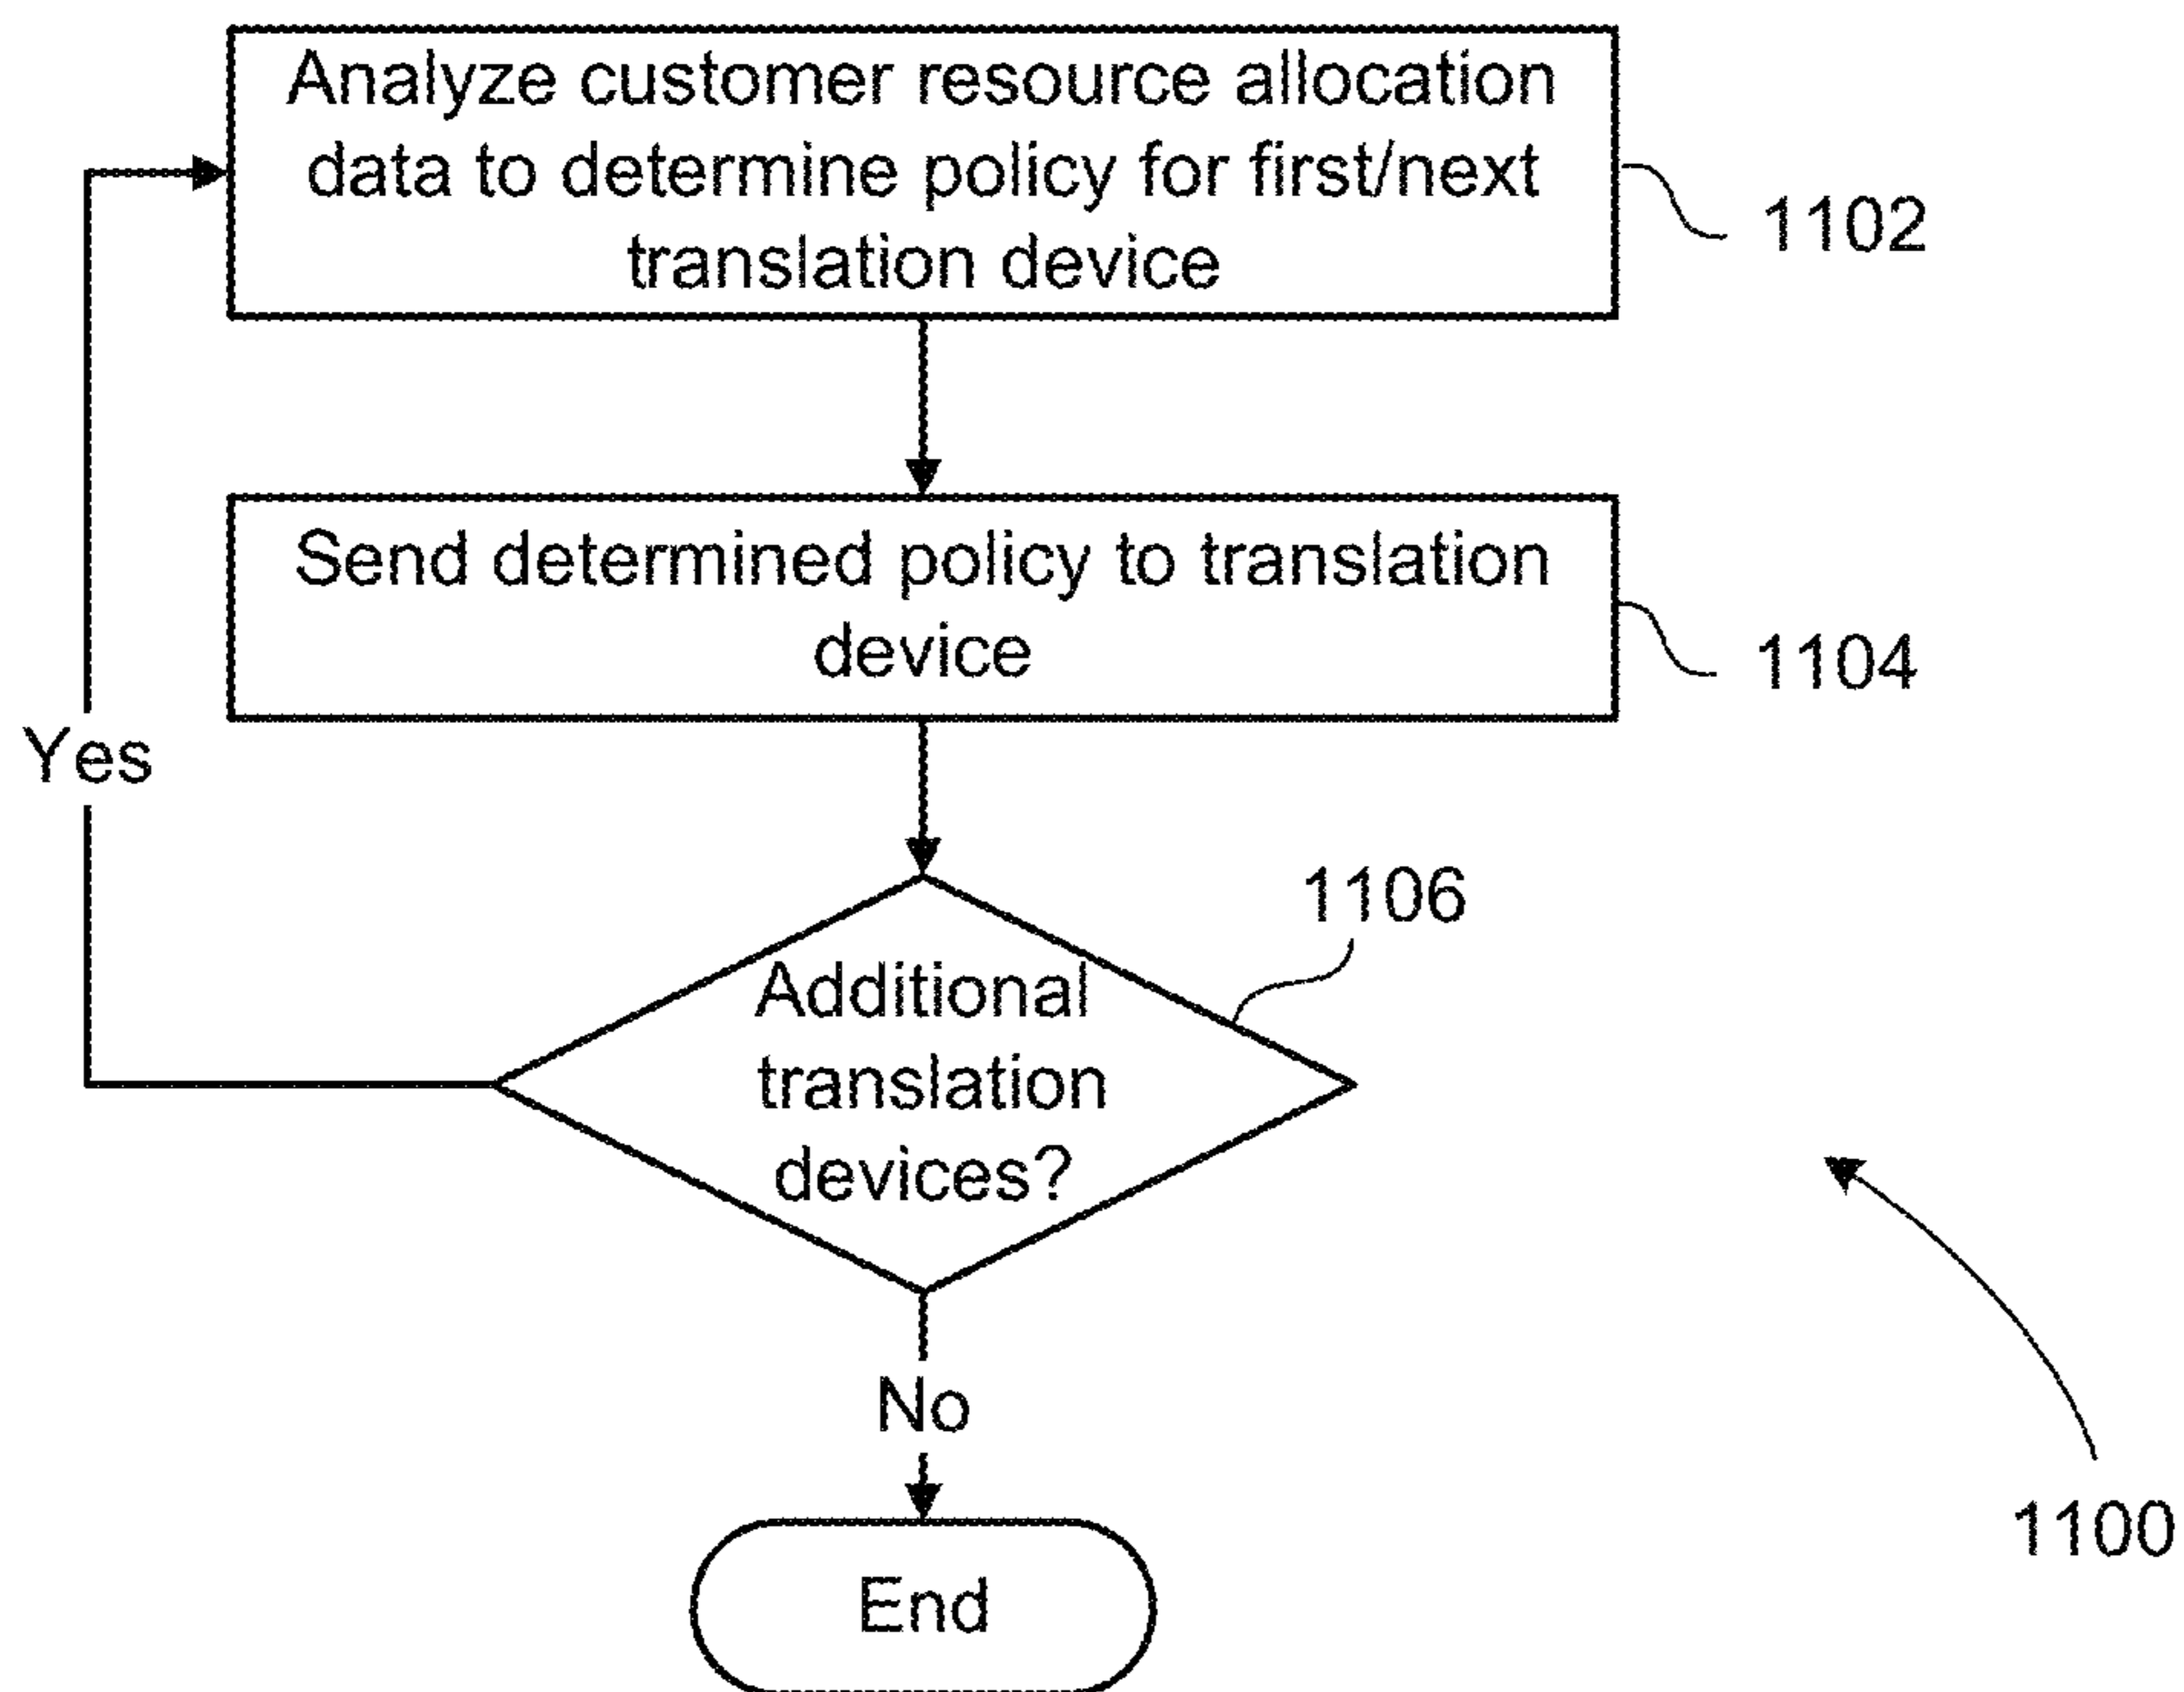 Analyze customer resource allocation
data to determine policy for first/next
translation device
1102
Send determined policy to translation
device
1104
Yes
1106
Additional
translation
devices?
No
1100
End